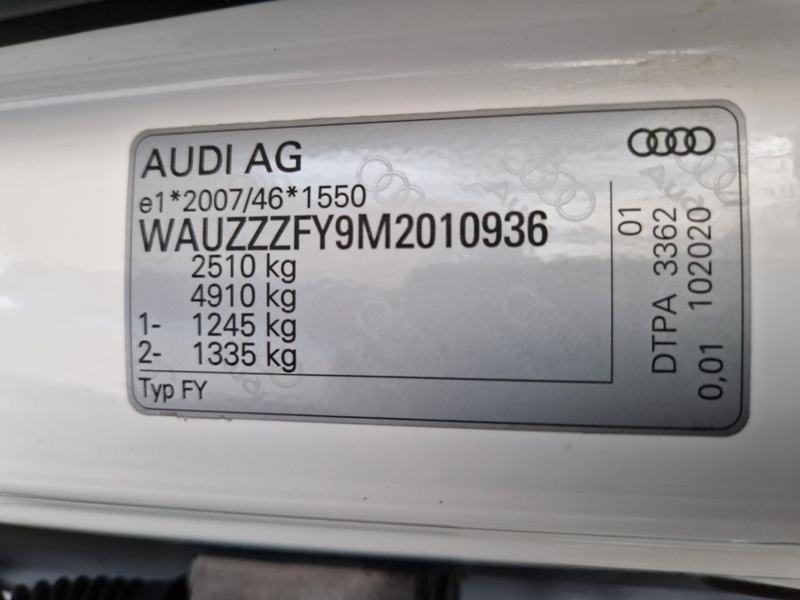 AUDI AG
e1*2007/46*1550
WAUZZZFY9M2010936
2510 kg
4910 kg
1- 1245 kg
2- 1335 kg
Typ FY
01
DTPA 3362
0,01 102020